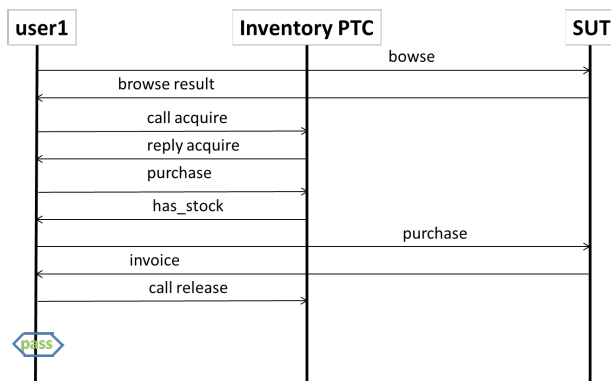 user1
Inventory PTC
SUT
bowse
browse result
call acquire
reply acquire
purchase
has_stock
purchase
invoice
call release
pass